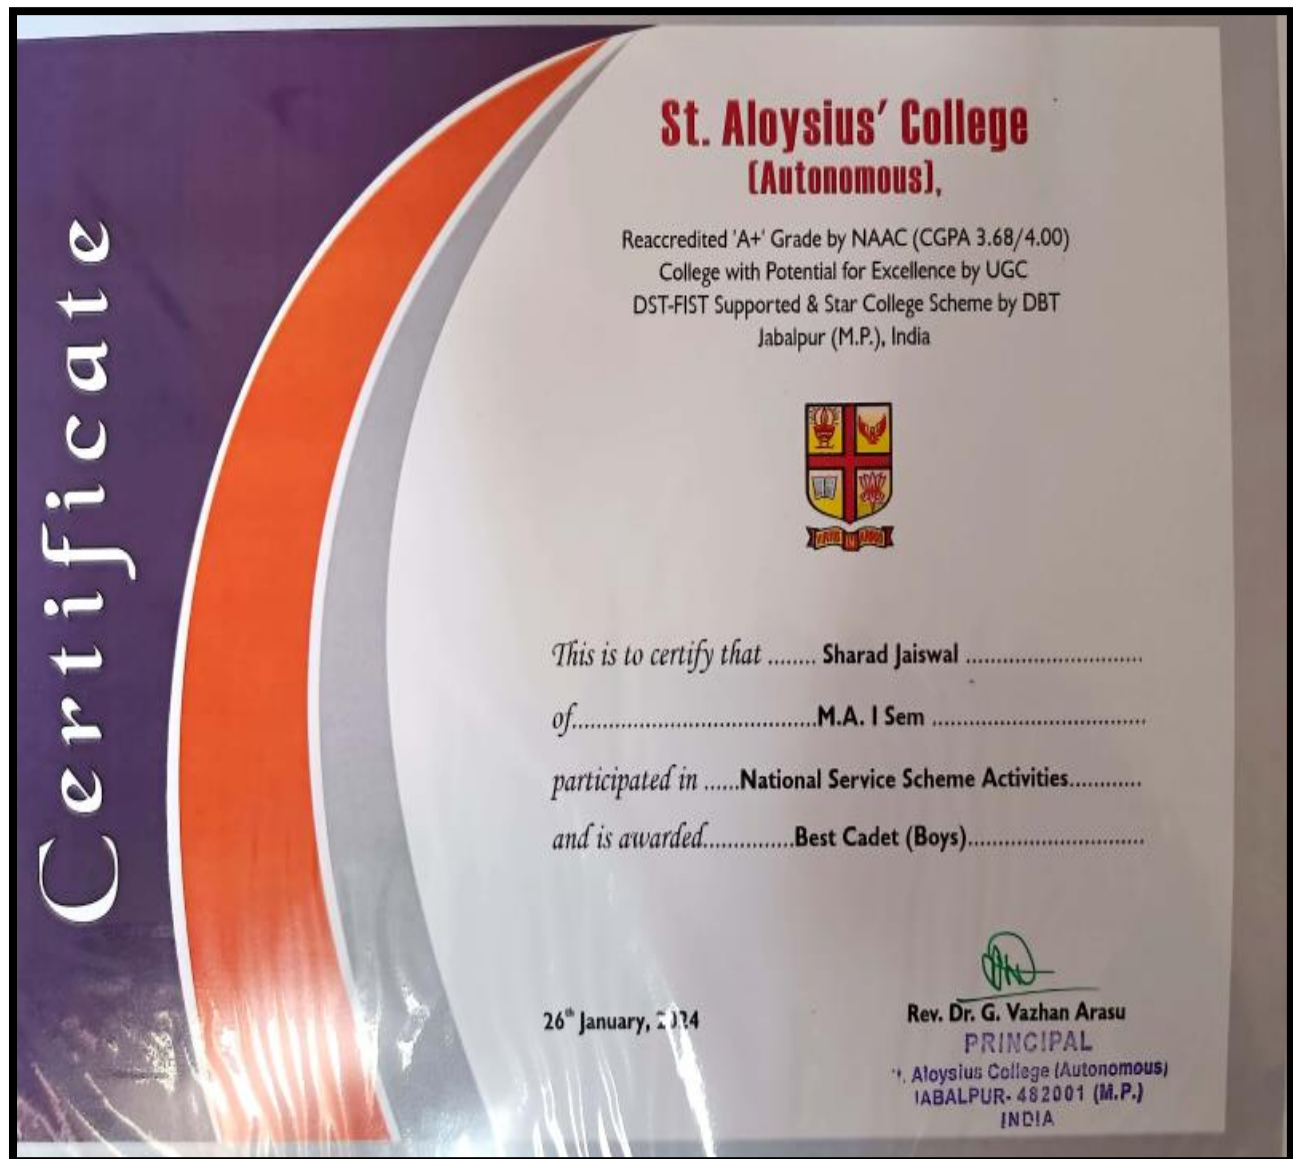 Certificate
St. Aloysius' College
(Autonomous),
Reaccredited 'A+' Grade by NAAC (CGPA 3.68/4.00)
College with Potential for Excellence by UGC
DST-FIST Supported & Star College Scheme by DBT
Jabalpur (M.P.), India
This is to certify that ........ Sharad Jaiswal .............................
of.....................................M.A. I Sem ...................................
participated in ......National Service Scheme Activities............
and is awarded...............Best Cadet (Boys).............................
26th January, 2024
Rev. Dr. G. Vazhan Arasu
PRINCIPAL
Aloysius College (Autonomous)
JABALPUR- 482001 (M.P.)
INDIA